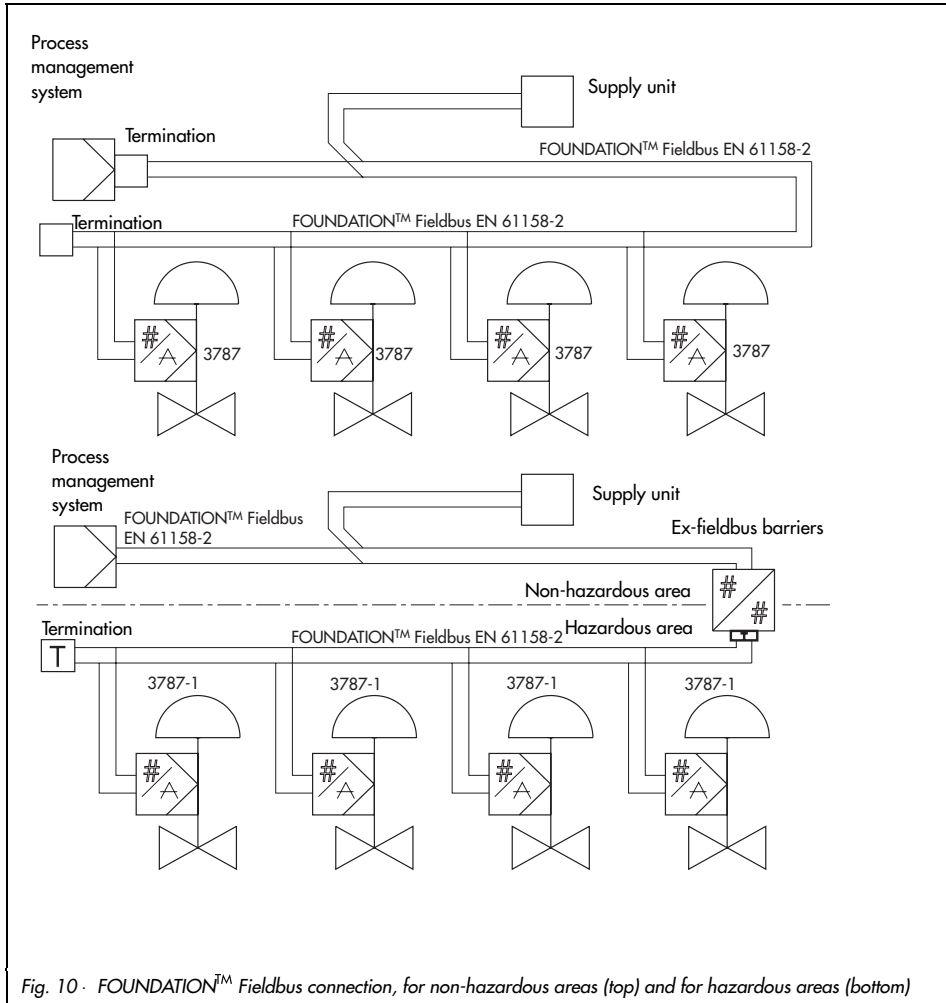 Process
management
system
Supply unit
Termination
FOUNDATION™ Fieldbus EN 61158-2
Termination
FOUNDATION™ Fieldbus EN 61158-2
#
A
3787
#
A
3787
#
A
3787
#
A
3787
Process
management
system
Supply unit
FOUNDATION™ Fieldbus
EN 61158-2
Ex-fieldbus barriers
#
#
Non-hazardous area
Hazardous area
Termination
T
FOUNDATION™ Fieldbus EN 61158-2
T
3787-1
3787-1
3787-1
3787-1
#
A
#
A
#
A
#
A
Fig. 10 · FOUNDATION™ Fieldbus connection, for non-hazardous areas (top) and for hazardous areas (bottom)